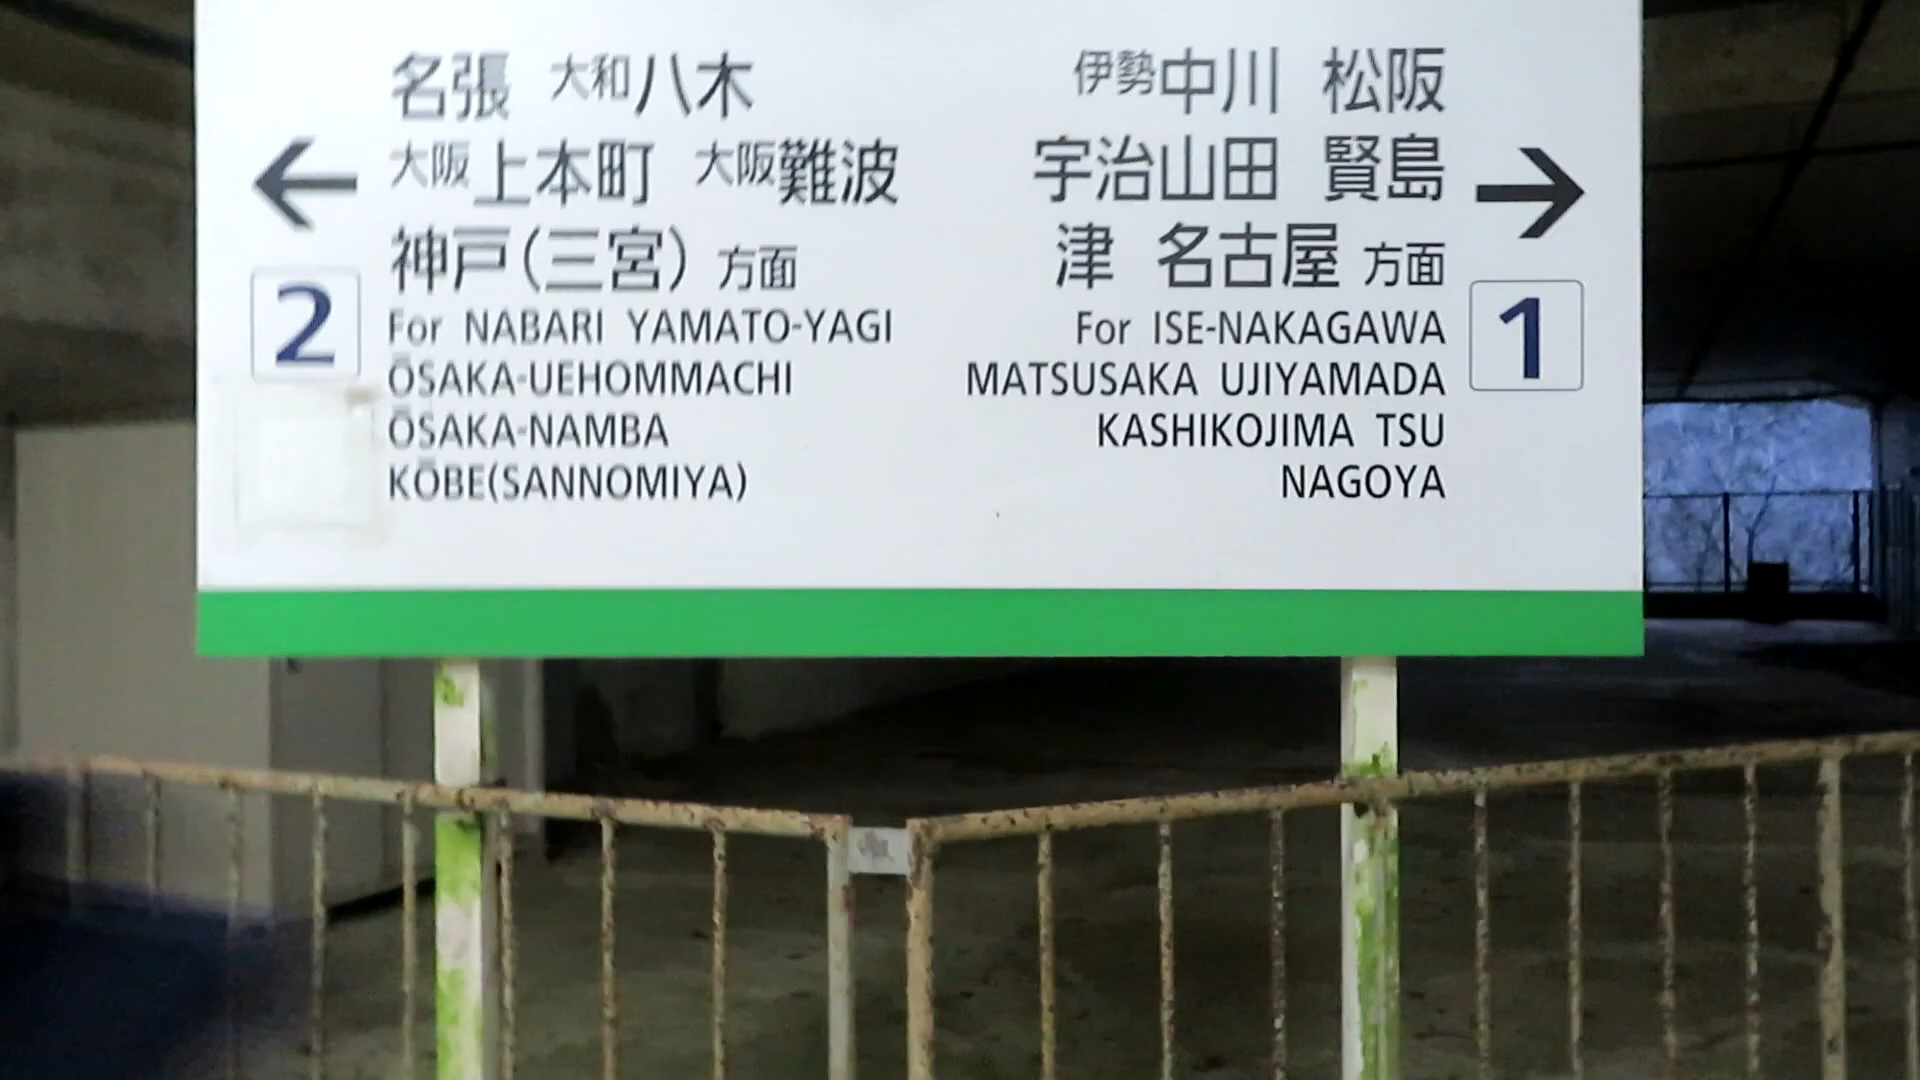 名張 大和八木
大阪上本町 大阪難波
神戸(三宮)方面
2
For NABARI YAMATO-YAGI
ŌSAKA-UEHOMMACHI
ŌSAKA-NAMBA
KŌBE(SANNOMIYA)
伊勢中川 松阪
宇治山田 賢島
津 名古屋 方面
1
For ISE-NAKAGAWA
MATSUSAKA UJIYAMADA
KASHIKOJIMA TSU
NAGOYA